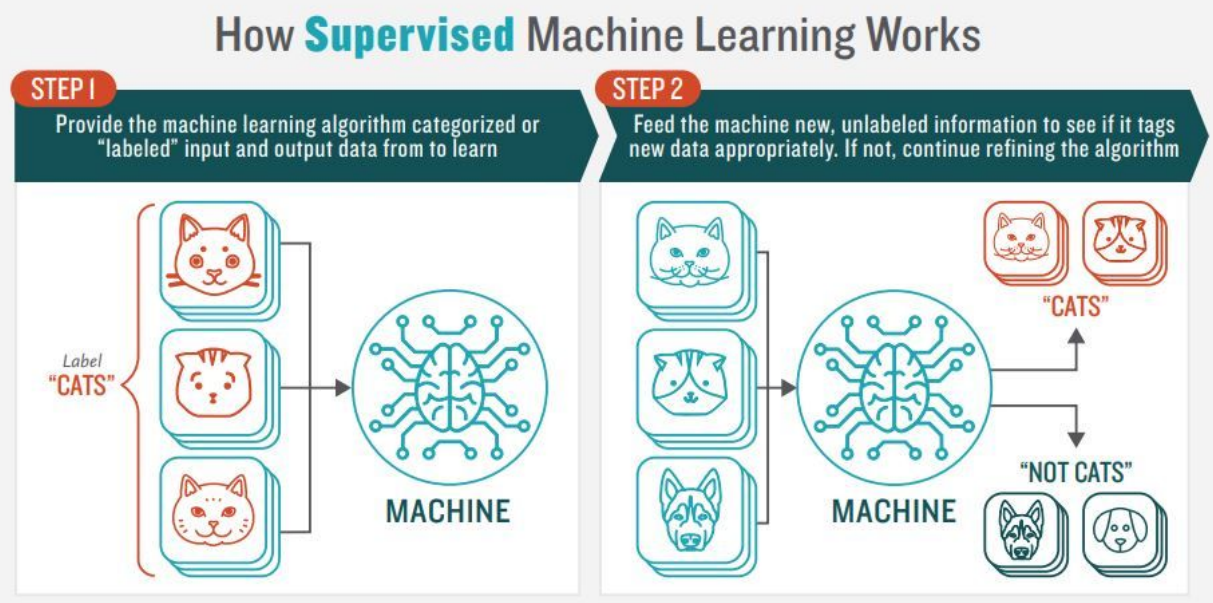 How Supervised Machine Learning Works
STEP 1
Provide the machine learning algorithm categorized or
"labeled" input and output data from to learn
Label
"CATS"
MACHINE
STEP 2
Feed the machine new, unlabeled information to see if it tags
new data appropriately. If not, continue refining the algorithm
MACHINE
"CATS"
"NOT CATS"